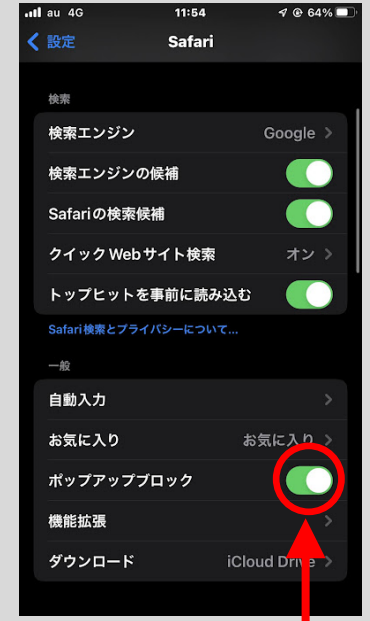 au 4G 11:54 64%
設定 Safari
検索
検索エンジン Google
検索エンジンの候補
Safariの検索候補
クイックWebサイト検索 オン
トップヒットを事前に読み込む
Safari検索とプライバシーについて...
一般
自動入力
お気に入り お気に入り
ポップアップブロック
機能拡張
ダウンロード iCloud Drive